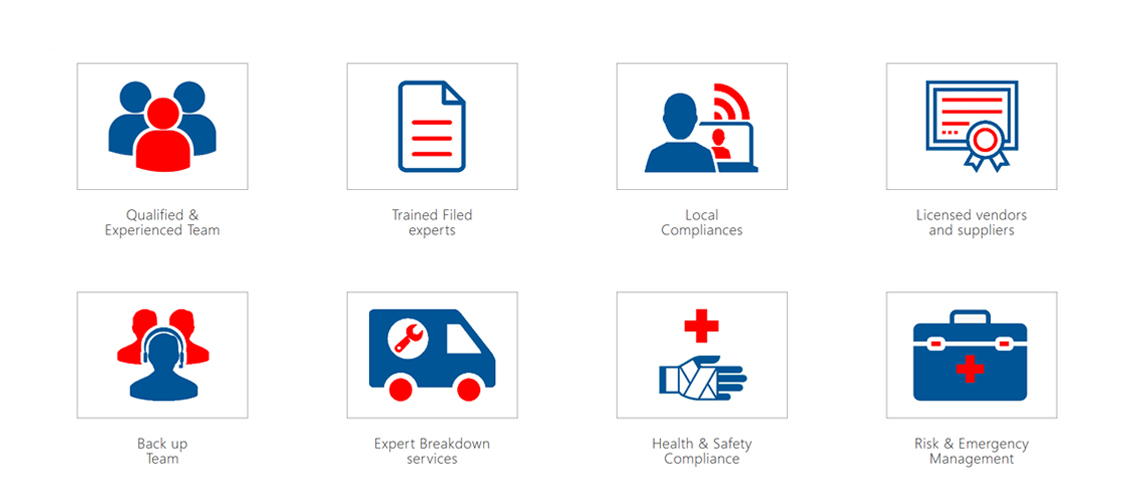 Qualified &
Experienced Team
Trained Filed
experts
Local
Compliances
Licensed vendors
and suppliers
Back up
Team
Expert Breakdown
services
Health & Safety
Compliance
Risk & Emergency
Management